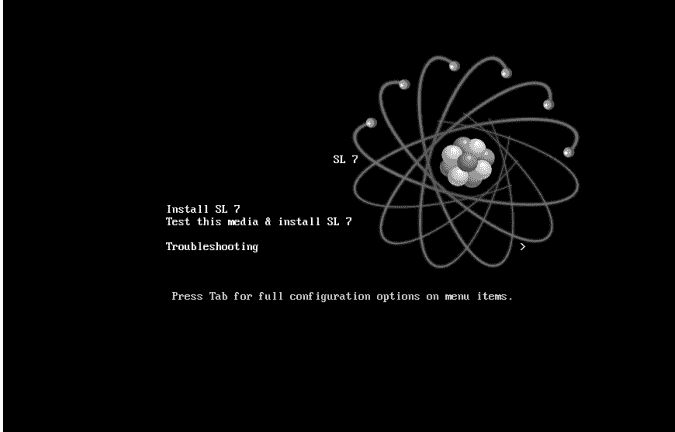 SL 7
Install SL 7
Test this media & install SL 7
Troubleshooting >
Press Tab for full configuration options on menu items.